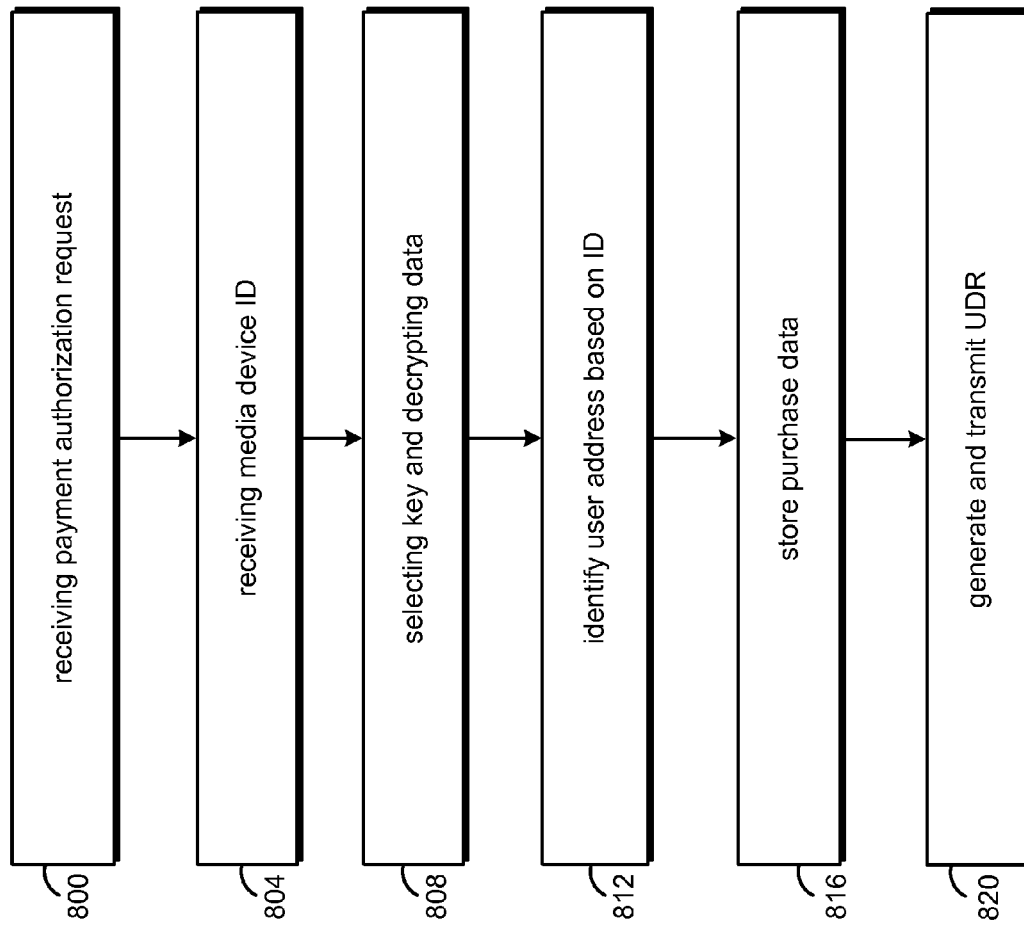 receiving payment authorization request
800
receiving media device ID
804
selecting key and decrypting data
808
identify user address based on ID
812
store purchase data
816
generate and transmit UDR
820